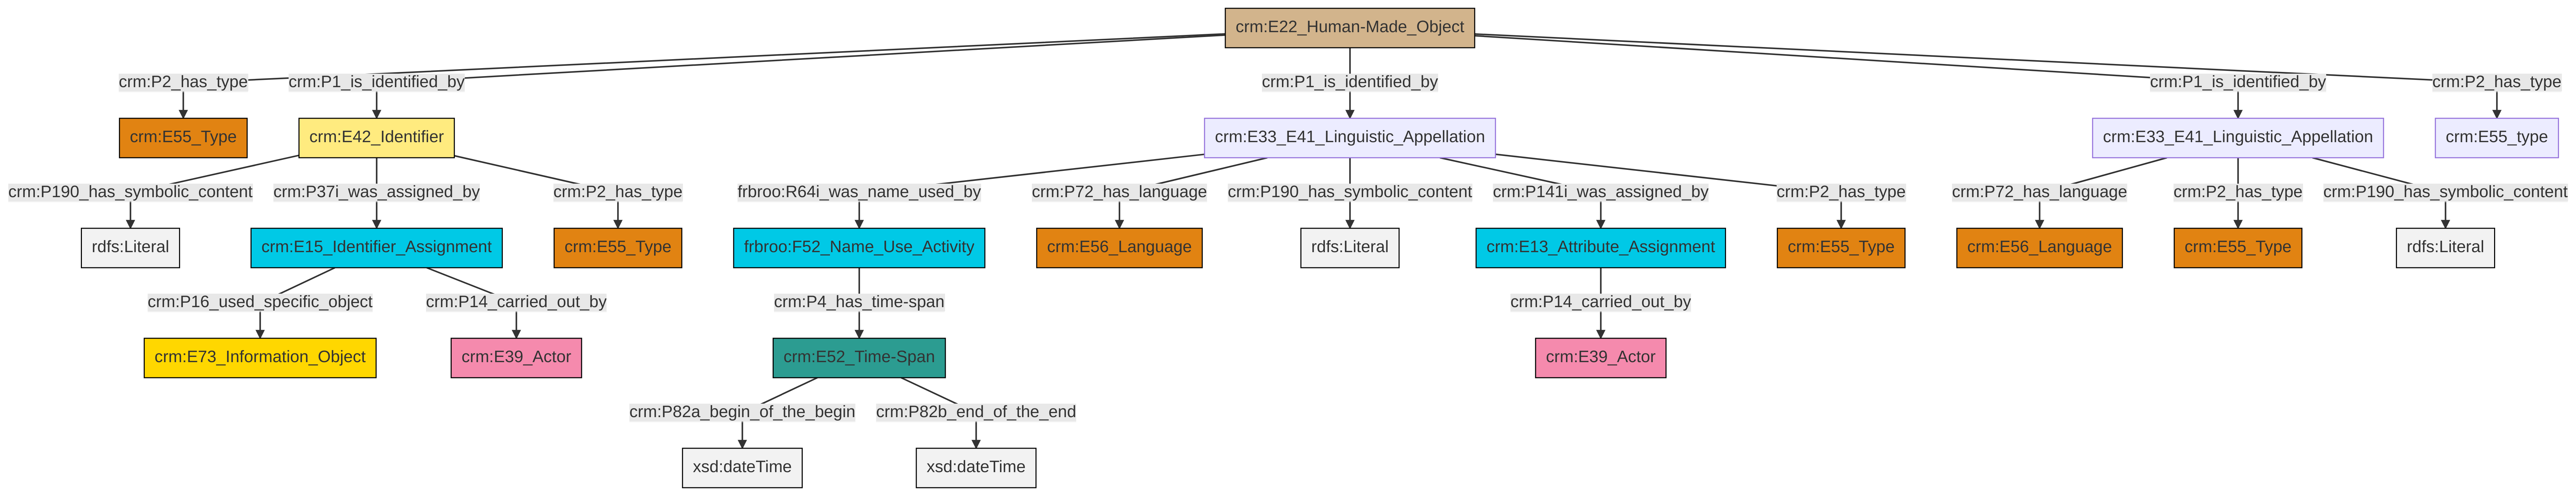 crm:E22_Human-Made_Object
crm:P2_has_type
crm:P1_is_identified_by
crm:P1_is_identified_by
crm:P1_is_identified_by
crm:P2_has_type
crm:E55_Type
crm:E42_Identifier
crm:E33_E41_Linguistic_Appellation
crm:E33_E41_Linguistic_Appellation
crm:E55_type
crm:P190_has_symbolic_content
crm:P37i_was_assigned_by
crm:P2_has_type
frbroo:R64i_was_name_used_by
crm:P72_has_language
crm:P190_has_symbolic_content
crm:P141i_was_assigned_by
crm:P2_has_type
crm:P72_has_language
crm:P2_has_type
crm:P190_has_symbolic_content
rdfs:Literal
crm:E15_Identifier_Assignment
crm:E55_Type
frbroo:F52_Name_Use_Activity
crm:E56_Language
rdfs:Literal
crm:E13_Attribute_Assignment
crm:E55_Type
crm:E56_Language
crm:E55_Type
rdfs:Literal
crm:P16_used_specific_object
crm:P14_carried_out_by
crm:P4_has_time-span
crm:P14_carried_out_by
crm:E73_Information_Object
crm:E39_Actor
crm:E52_Time-Span
crm:E39_Actor
crm:P82a_begin_of_the_begin
crm:P82b_end_of_the_end
xsd:dateTime
xsd:dateTime